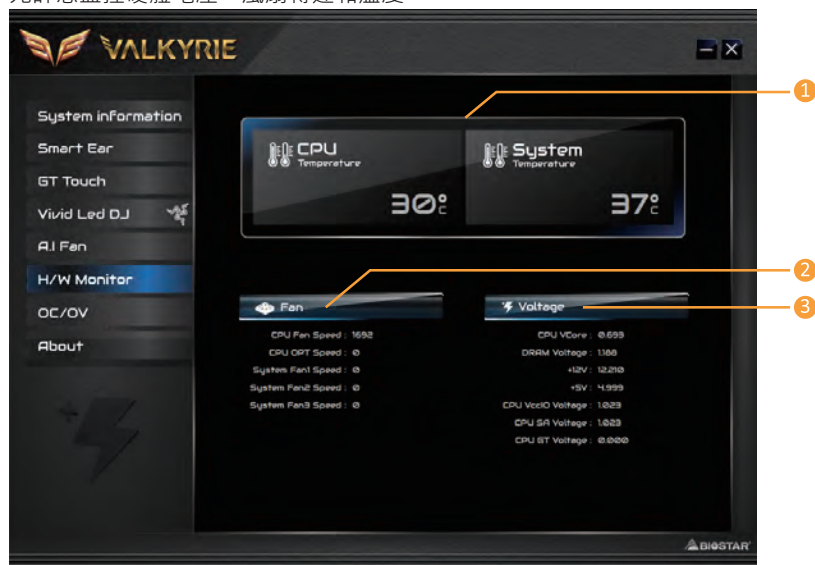 VALKYRIE
System information
Smart Ear
GT Touch
Vivid Led DJ
A.I Fan
H/W Monitor
OC/OV
About
CPU
Temperature
30°C
System
Temperature
37°C
1
2
3
Fan
CPU Fan Speed : 1692
CPU OPT Speed : 0
System Fan1 Speed : 0
System Fan2 Speed : 0
System Fan3 Speed : 0
Voltage
CPU VCore : 0.693
DRAM Voltage : 1.188
+12V : 12.210
+5V : 4.999
CPU VccIO Voltage : 1.023
CPU SA Voltage : 1.023
CPU GT Voltage : 0.000
BIOSTAR